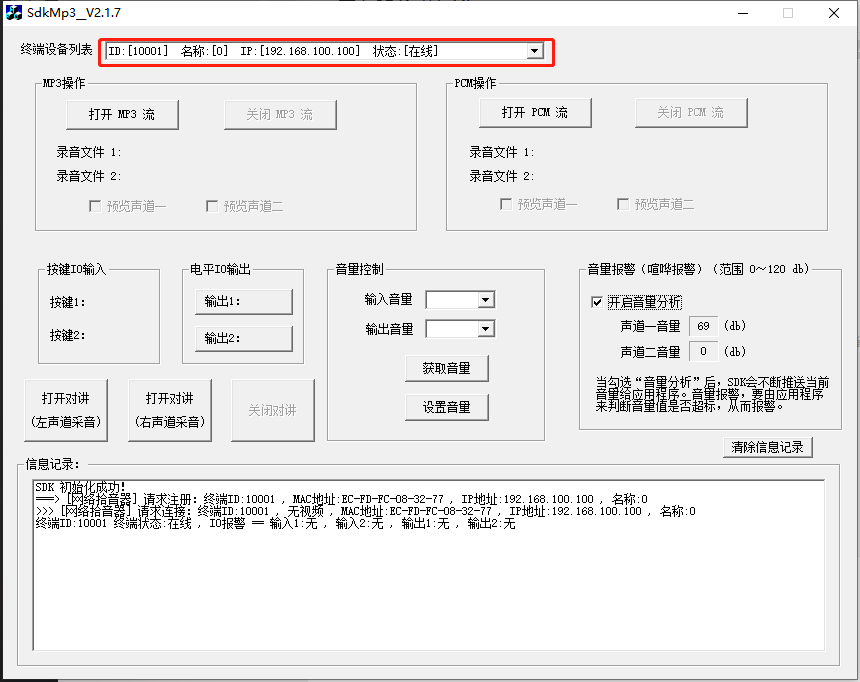 SdkMp3__V2.1.7
终端设备列表 ID:[10001] 名称:[0] IP:[192.168.100.100] 状态:[在线]
MP3操作
打开 MP3 流 关闭 MP3 流
录音文件 1:
录音文件 2:
预览声道一 预览声道二
PCM操作
打开 PCM 流 关闭 PCM 流
录音文件 1:
录音文件 2:
预览声道一 预览声道二
按键IO输入
按键1:
按键2:
电平IO输出
输出1:
输出2:
音量控制
输入音量
输出音量
获取音量
设置音量
音量报警（喧哗报警）（范围 0～120 db）
开启音量分析
声道一音量 69 (db)
声道二音量 0 (db)
当勾选“音量分析”后，SDK会不断推送当前
音量给应用程序。音量报警，要由应用程序
来判断音量值是否超标，从而报警。
打开对讲
(左声道采音)
打开对讲
(右声道采音)
关闭对讲
清除信息记录
信息记录：
SDK 初始化成功！
===> [网络拾音器] 请求注册：终端ID:10001 , MAC地址:EC-FD-FC-08-32-77 , IP地址:192.168.100.100 , 名称:0
>>> [网络拾音器] 请求连接：终端ID:10001 , 无视频 , MAC地址:EC-FD-FC-08-32-77 , IP地址:192.168.100.100 , 名称:0
终端ID:10001 终端状态:在线 , IO报警 == 输入1:无 , 输入2:无 , 输出1:无 , 输出2:无